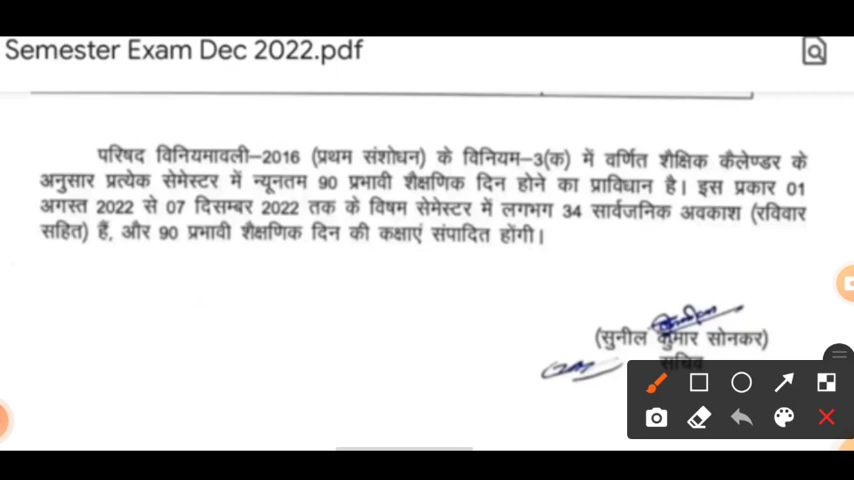 Semester Exam Dec 2022.pdf
परिषद विनियमावली-2016 (प्रथम संशोधन) के विनियम-3(क) में वर्णित शैक्षिक कैलेण्डर के
अनुसार प्रत्येक सेमेस्टर में न्यूनतम 90 प्रभावी शैक्षणिक दिन होने का प्राविधान है। इस प्रकार 01
अगस्त 2022 से 07 दिसम्बर 2022 तक के विषम सेमेस्टर में लगभग 34 सार्वजनिक अवकाश (रविवार
सहित) हैं, और 90 प्रभावी शैक्षणिक दिन की कक्षाएं संपादित होंगी।
(सुनील कुमार सोनकर)
सचिव